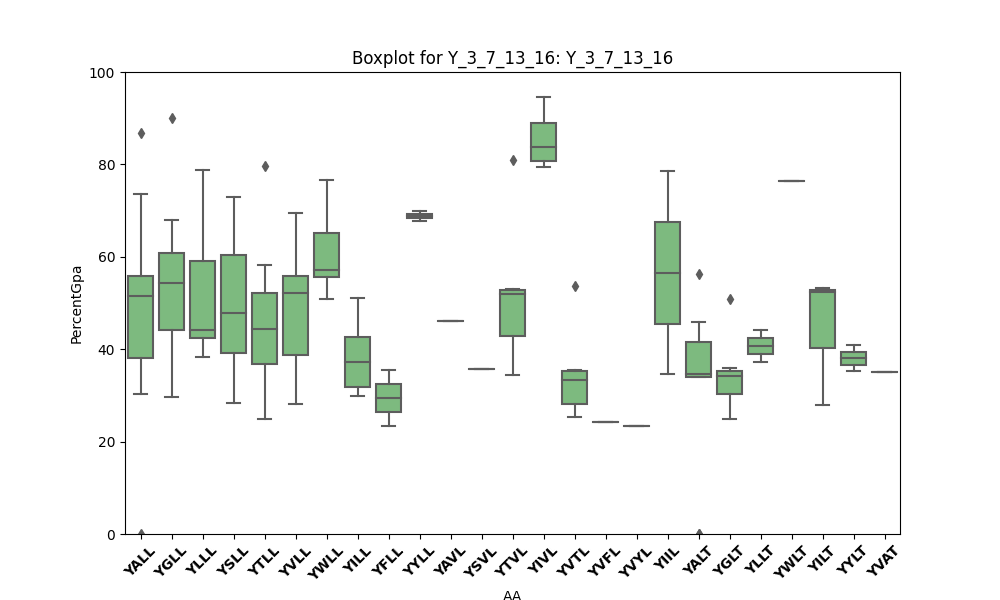 Boxplot for Y_3_7_13_16: Y_3_7_13_16
100
80
60
40
20
0
PercentGpa
YALL YGLL YLLL YSLL YTLL YVLL YWLL YILL YFLL YYLL YAVL YSVL YTVL YIVL YVTL YVFL YVYL YIIL YALT YGLT YLLT YWLT YILT YYLT YVAT
AA